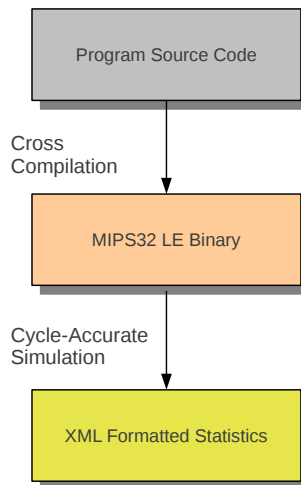 Program Source Code
Cross
Compilation
MIPS32 LE Binary
Cycle-Accurate
Simulation
XML Formatted Statistics